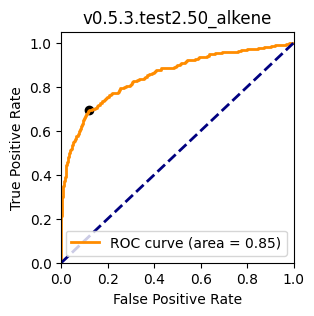 v0.5.3.test2.50_alkene
True Positive Rate
1.0
0.8
0.6
0.4
0.2
0.0
ROC curve (area = 0.85)
0.0 0.2 0.4 0.6 0.8 1.0
False Positive Rate